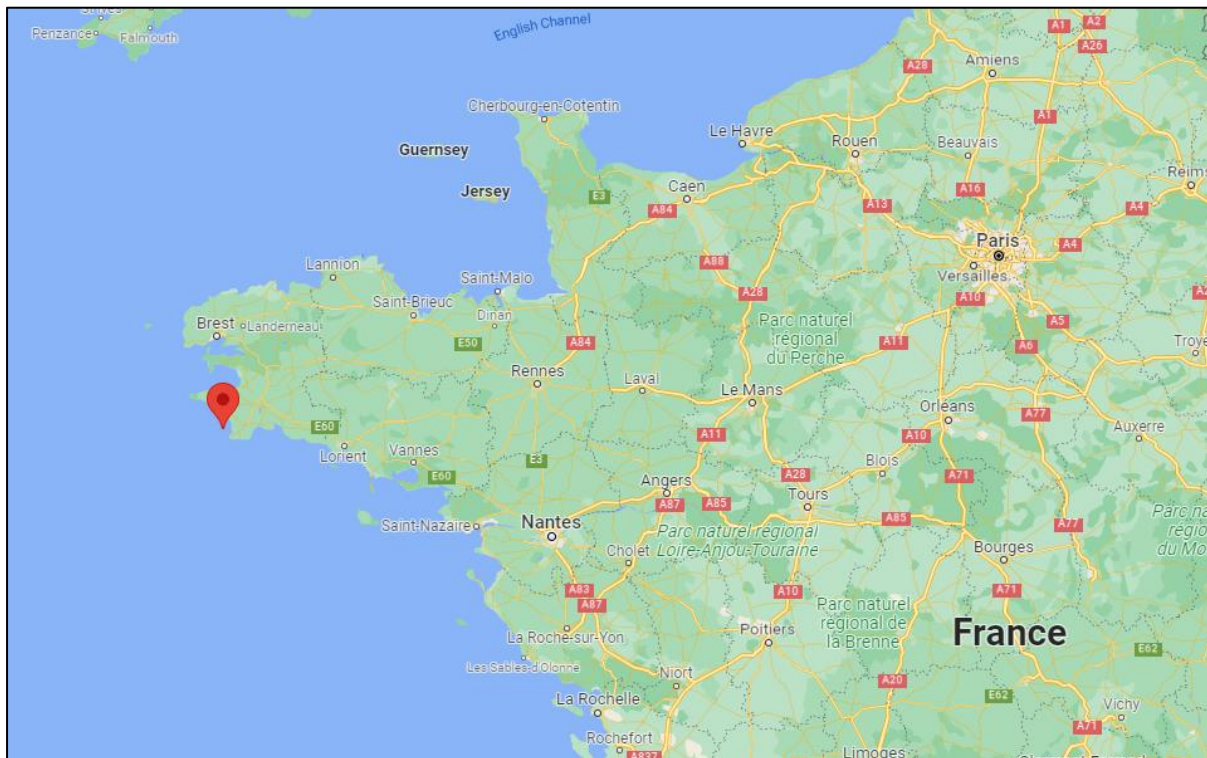 English Channel
Penzance
Falmouth
A1
A2
A26
A28
Amiens
Cherbourg-en-Cotentin
A1
Le Havre
Rouen
Beauvais
Guernsey
Jersey
E3
Caen
A16
Reims
A84
A13
A4
Paris
A4
Versailles
A88
Lannion
Saint-Malo
A28
A10
Saint-Brieuc
Dinan
Brest
Landerneau
E50
A84
Parc naturel
régional
du Perche
A11
A5
A6
Rennes
Laval
Le Mans
Orléans
A77
E60
Lorient
Vannes
E3
A11
A10
Auxerre
E60
A28
Blois
A71
Angers
A87
A85
Tours
Saint-Nazaire
Nantes
A85
A77
Parc naturel régional
Loire-Anjou-Touraine
Cholet
Bourges
A83
A87
A10
A71
Parc naturel
régional de
la Brenne
La Roche-sur-Yon
Poitiers
France
E62
Les Sables-d'Olonne
Niort
A20
E62
La Rochelle
Vichy
Rochefort
A837
Limoges
A71